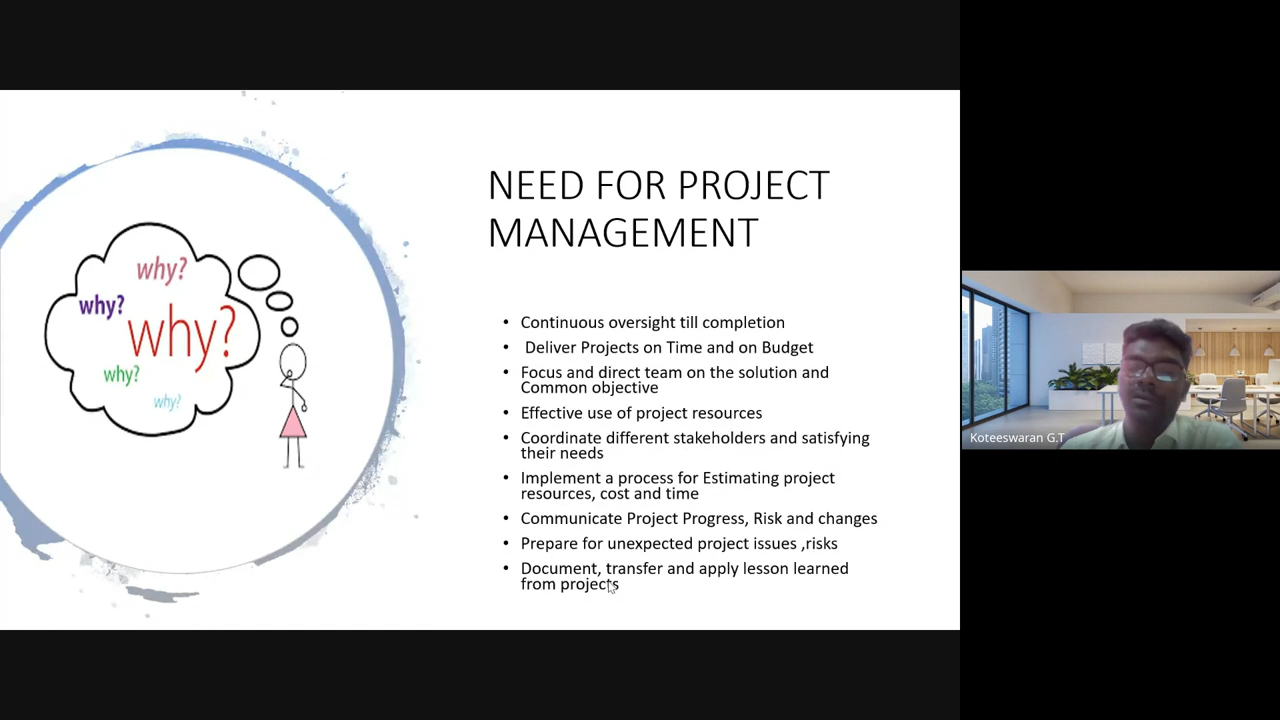 NEED FOR PROJECT
MANAGEMENT
why?
why?
why?
why?
why?
• Continuous oversight till completion
• Deliver Projects on Time and on Budget
• Focus and direct team on the solution and
Common objective
• Effective use of project resources
• Coordinate different stakeholders and satisfying
their needs
• Implement a process for Estimating project
resources, cost and time
• Communicate Project Progress, Risk and changes
• Prepare for unexpected project issues ,risks
• Document, transfer and apply lesson learned
from projects
Koteeswaran G.T